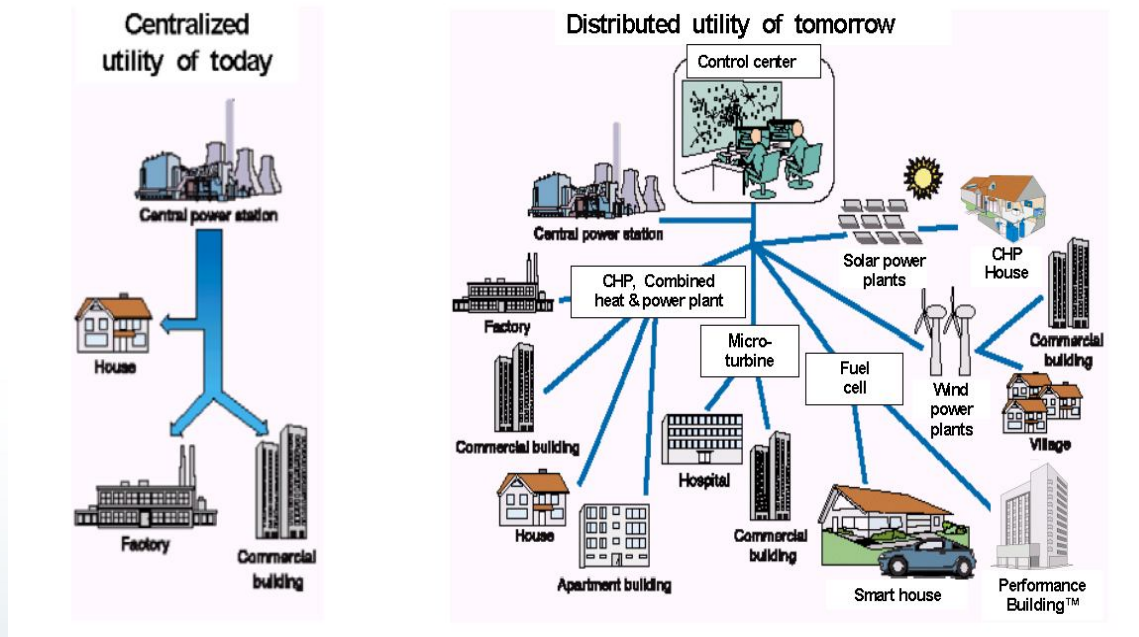 Centralized
utility of today
Central power station
House
Factory
Commercial
building
Distributed utility of tomorrow
Control center
Central power station
Solar power
plants
CHP
House
CHP, Combined
heat & power plant
Factory
Micro-
turbine
Fuel
cell
Wind
power
plants
Commercial
building
Village
Commercial building
Hospital
House
Apartment building
Commercial
building
Smart house
Performance
Building™